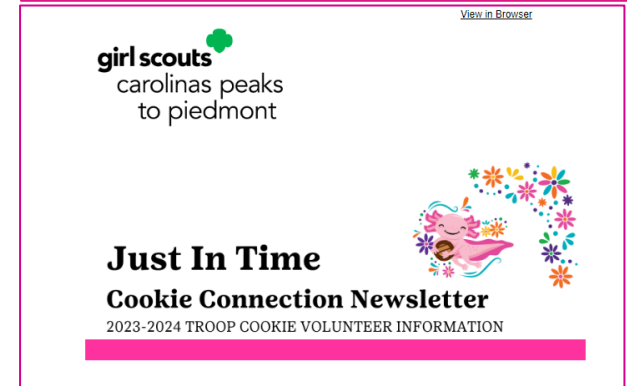 View in Browser
girl scouts
carolinas peaks
to piedmont
Just In Time
Cookie Connection Newsletter
2023-2024 TROOP COOKIE VOLUNTEER INFORMATION